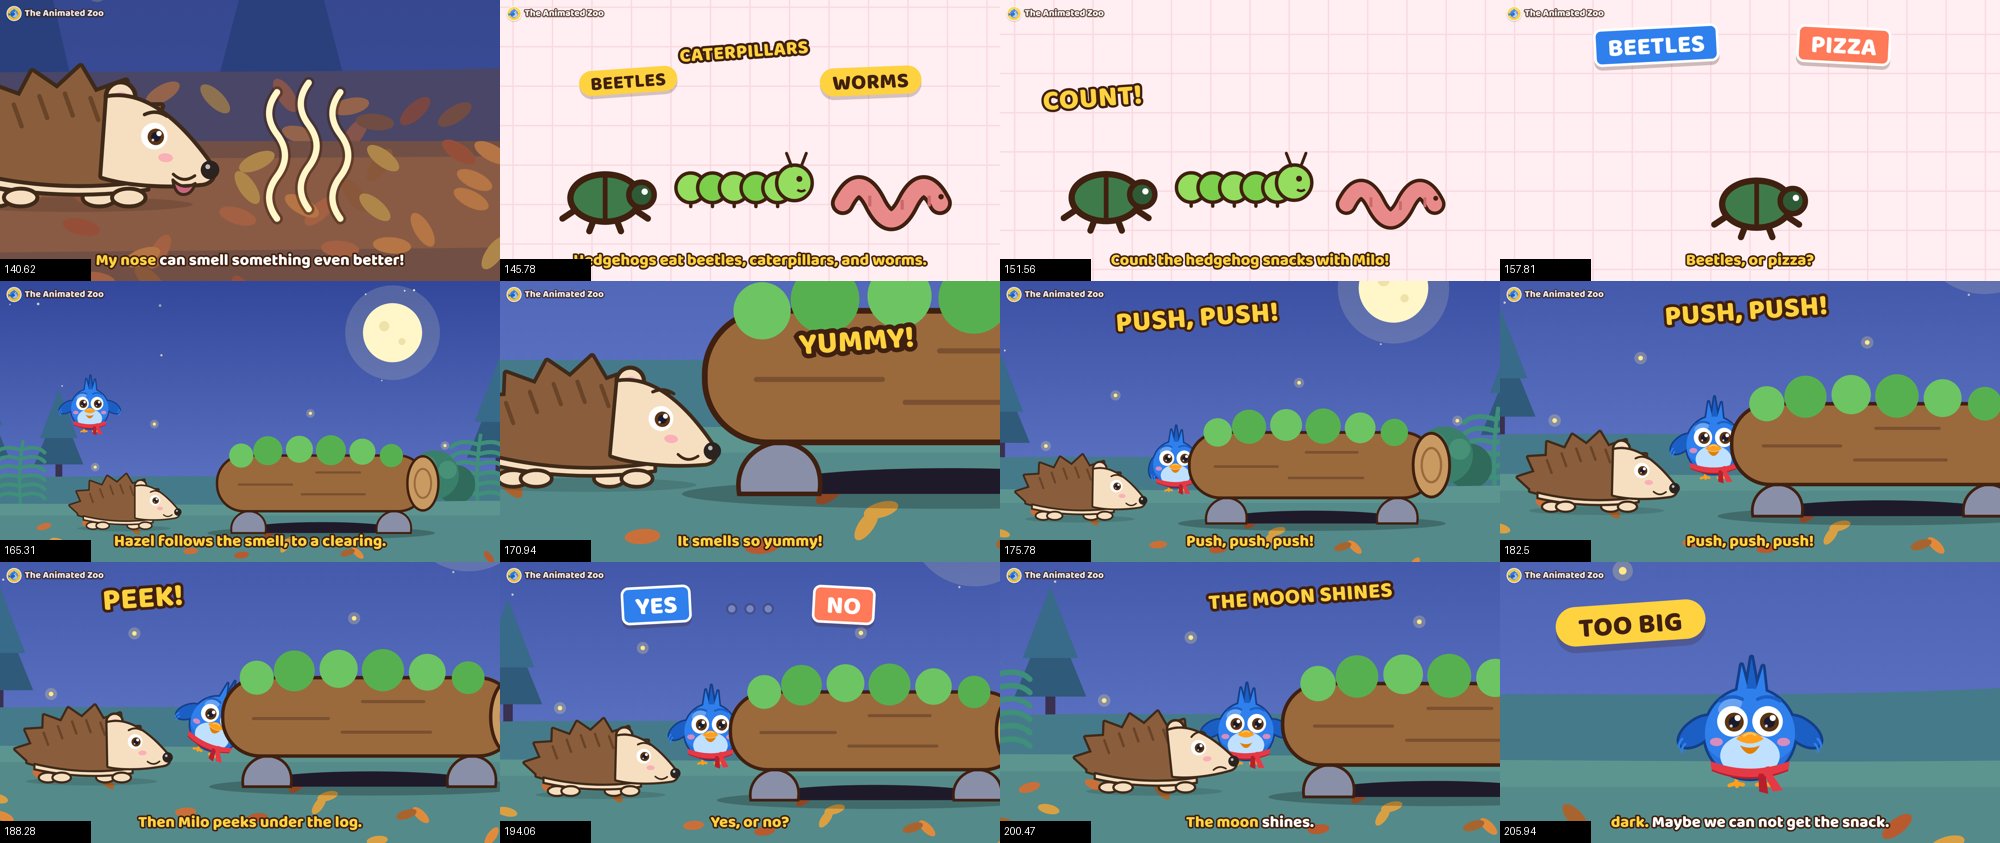 The Animated Zoo
My nose can smell something even better!
140.62
The Animated Zoo
CATERPILLARS
BEETLES
WORMS
Hedgehogs eat beetles, caterpillars, and worms.
145.78
The Animated Zoo
COUNT!
Count the hedgehog snacks with Milo!
151.56
The Animated Zoo
BEETLES
PIZZA
Beetles, or pizza?
157.81
The Animated Zoo
Hazel follows the smell, to a clearing.
165.31
The Animated Zoo
YUMMY!
It smells so yummy!
170.94
The Animated Zoo
PUSH, PUSH!
Push, push, push!
175.78
The Animated Zoo
PUSH, PUSH!
Push, push, push!
182.5
The Animated Zoo
PEEK!
Then Milo peeks under the log.
188.28
The Animated Zoo
YES
NO
Yes, or no?
194.06
The Animated Zoo
THE MOON SHINES
The moon shines.
200.47
The Animated Zoo
TOO BIG
dark. Maybe we can not get the snack.
205.94